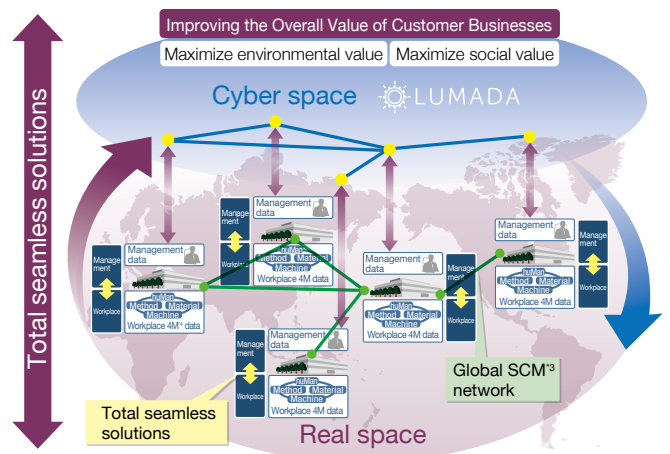 Improving the Overall Value of Customer Businesses
Maximize environmental value
Maximize social value
Total seamless solutions
Cyber space
LUMADA
Manage
ment
Workplace
Management
data
huMan
Method
Material
Machine
Workplace 4M*⁴ data
Manage
ment
Workplace
Management
data
huMan
Method
Material
Machine
Workplace 4M data
Management
data
huMan
Method
Material
Machine
Workplace 4M data
Manage
ment
Workplace
Management
data
huMan
Method
Material
Machine
Workplace 4M data
Manage
ment
Workplace
Manage
ment
Workplace
Management
data
huMan
Method
Material
Machine
Workplace 4M data
Global SCM*³
network
Total seamless
solutions
Real space